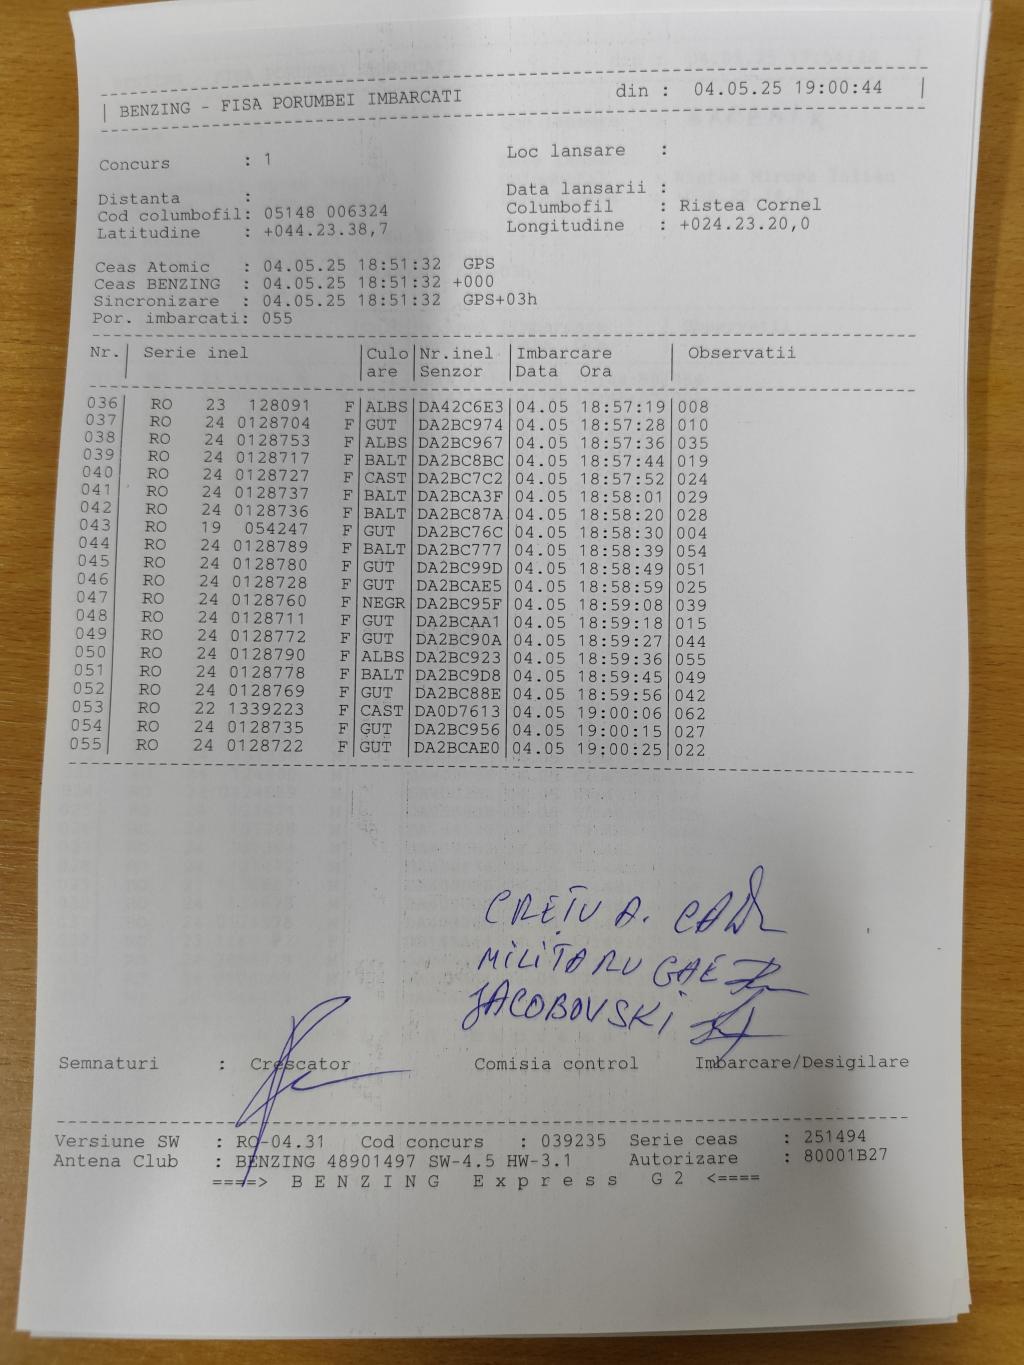 | BENZING - FISA PORUMBEI IMBARCATI din : 04.05.25 19:00:44 |
Concurs : 1 Loc lansare :
Distanta : Data lansarii :
Cod columbofil: 05148 006324 Columbofil : Ristea Cornel
Latitudine : +044.23.38,7 Longitudine : +024.23.20,0
Ceas Atomic : 04.05.25 18:51:32 GPS
Ceas BENZING : 04.05.25 18:51:32 +000
Sincronizare : 04.05.25 18:51:32 GPS+03h
Por. imbarcati: 055
Nr.| Serie inel |Culo|Nr.inel |Imbarcare | Observatii
| |are |Senzor |Data Ora |
036| RO 23 128091 F|ALBS|DA42C6E3|04.05 18:57:19|008
037| RO 24 0128704 F|GUT |DA2BC974|04.05 18:57:28|010
038| RO 24 0128753 F|ALBS|DA2BC967|04.05 18:57:36|035
039| RO 24 0128717 F|BALT|DA2BC8BC|04.05 18:57:44|019
040| RO 24 0128727 F|CAST|DA2BC7C2|04.05 18:57:52|024
041| RO 24 0128737 F|BALT|DA2BCA3F|04.05 18:58:01|029
042| RO 24 0128736 F|BALT|DA2BC87A|04.05 18:58:20|028
043| RO 19 054247 F|GUT |DA2BC76C|04.05 18:58:30|004
044| RO 24 0128789 F|BALT|DA2BC777|04.05 18:58:39|054
045| RO 24 0128780 F|GUT |DA2BC99D|04.05 18:58:49|051
046| RO 24 0128728 F|GUT |DA2BCAE5|04.05 18:58:59|025
047| RO 24 0128760 F|NEGR|DA2BC95F|04.05 18:59:08|039
048| RO 24 0128711 F|GUT |DA2BCAA1|04.05 18:59:18|015
049| RO 24 0128772 F|GUT |DA2BC90A|04.05 18:59:27|044
050| RO 24 0128790 F|ALBS|DA2BC923|04.05 18:59:36|055
051| RO 24 0128778 F|BALT|DA2BC9D8|04.05 18:59:45|049
052| RO 24 0128769 F|GUT |DA2BC88E|04.05 18:59:56|042
053| RO 22 1339223 F|CAST|DA0D7613|04.05 19:00:06|062
054| RO 24 0128735 F|GUT |DA2BC956|04.05 19:00:15|027
055| RO 24 0128722 F|GUT |DA2BCAE0|04.05 19:00:25|022
CREȚU A.
MILITARU GAE
JACOBOVSKI
Semnaturi : Crescator Comisia control Imbarcare/Desigilare
Versiune SW : RO-04.31 Cod concurs : 039235 Serie ceas : 251494
Antena Club : BENZING 48901497 SW-4.5 HW-3.1 Autorizare : 80001B27
====> B E N Z I N G E x p r e s s G 2 <====